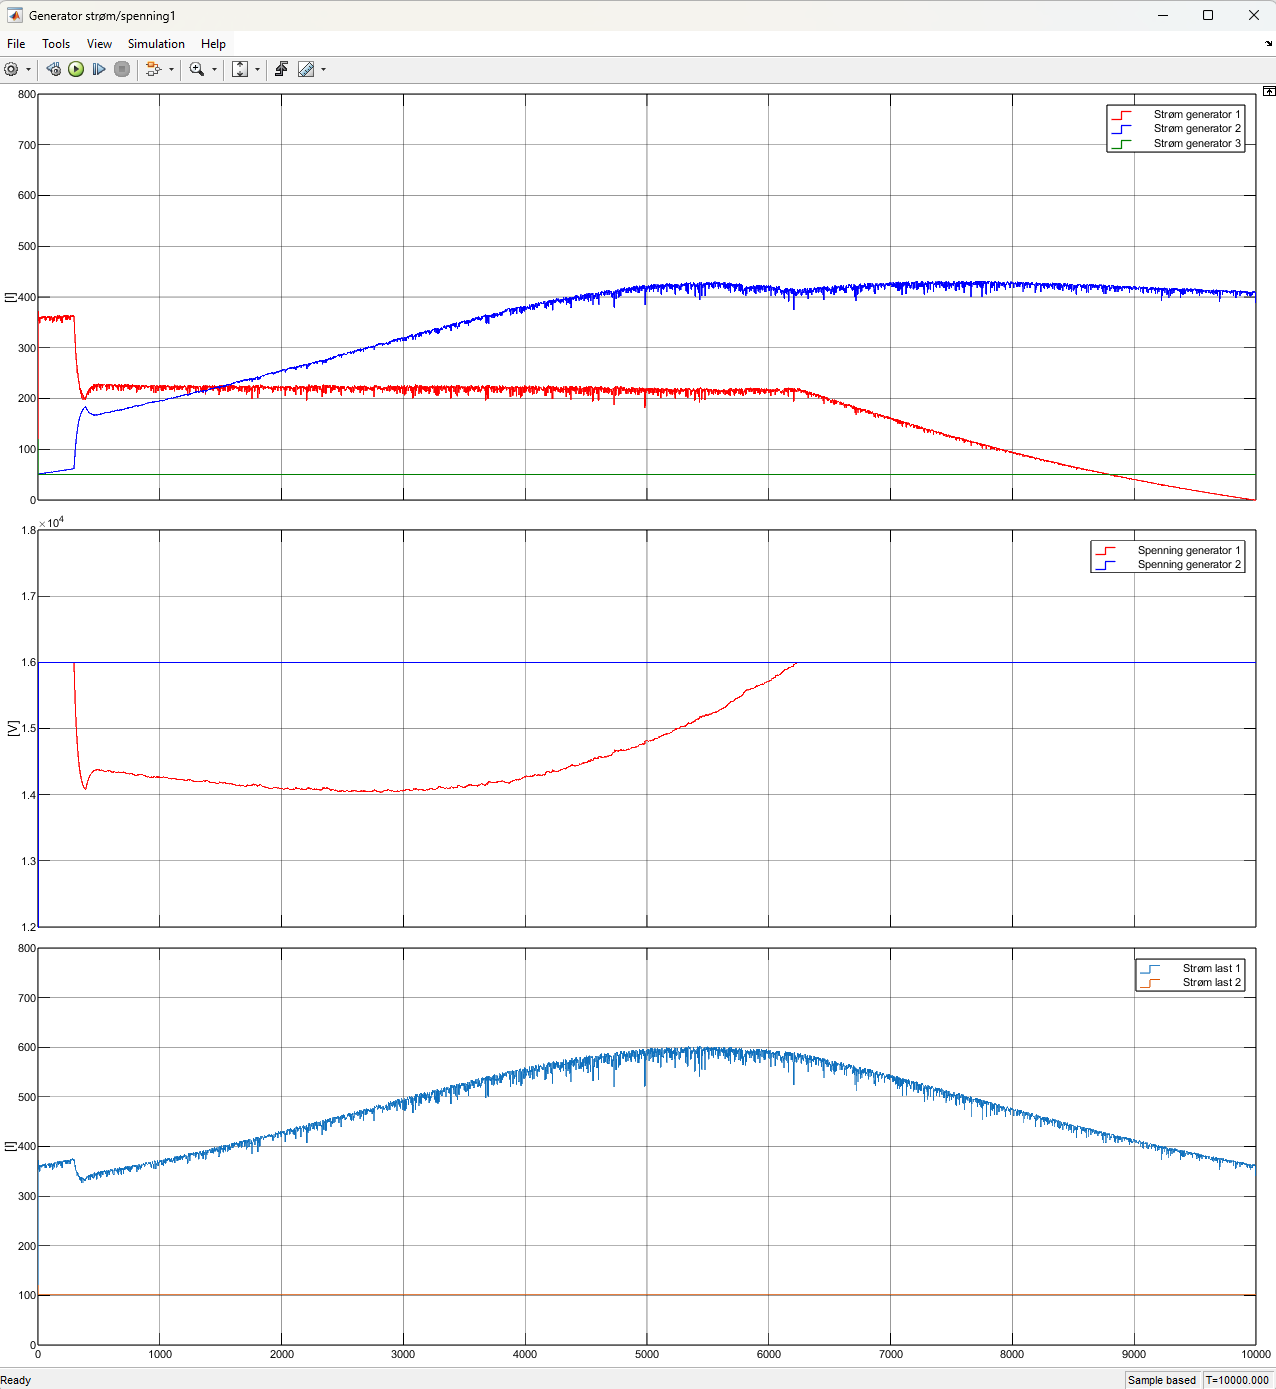 Generator strøm/spenning1
File Tools View Simulation Help
800
700
600
500
400
300
200
100
0
[I]
Strøm generator 1
Strøm generator 2
Strøm generator 3
×10^4
1.8
1.7
1.6
1.5
1.4
1.3
1.2
[V]
Spenning generator 1
Spenning generator 2
800
700
600
500
400
300
200
100
0
[I]
Strøm last 1
Strøm last 2
0 1000 2000 3000 4000 5000 6000 7000 8000 9000 10000
Ready
Sample based T=10000.000